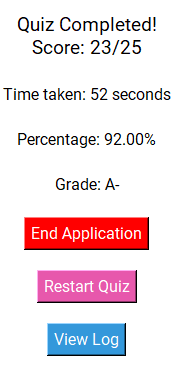 Quiz Completed!
Score: 23/25
Time taken: 52 seconds
Percentage: 92.00%
Grade: A-
End Application
Restart Quiz
View Log